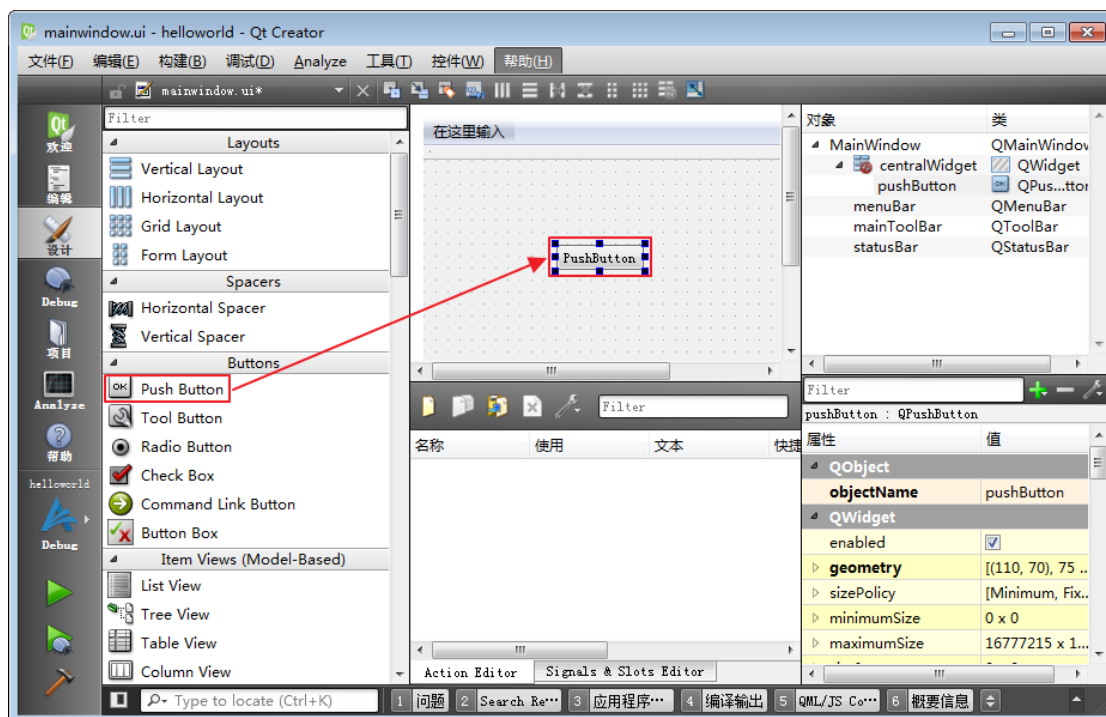 mainwindow.ui - helloworld - Qt Creator
文件(F) 编辑(E) 构建(B) 调试(D) Analyze 工具(T) 控件(W) 帮助(H)
mainwindow.ui*
Qt
欢迎
编辑
设计
Debug
项目
Analyze
帮助
helloworld
Debug
Filter
Layouts
Vertical Layout
Horizontal Layout
Grid Layout
Form Layout
Spacers
Horizontal Spacer
Vertical Spacer
Buttons
OK Push Button
Tool Button
Radio Button
Check Box
Command Link Button
Button Box
Item Views (Model-Based)
List View
Tree View
Table View
Column View
在这里输入
PushButton
Filter
名称 使用 文本 快捷
Action Editor Signals & Slots Editor
对象 类
MainWindow QMainWindow
centralWidget QWidget
pushButton OK QPus...tton
menuBar QMenuBar
mainToolBar QToolBar
statusBar QStatusBar
Filter
pushButton : QPushButton
属性 值
QObject
objectName pushButton
QWidget
enabled
geometry [(110, 70), 75 ..
sizePolicy [Minimum, Fix..
minimumSize 0 x 0
maximumSize 16777215 x 1...
Type to locate (Ctrl+K) 1 问题 2 Search Re… 3 应用程序… 4 编译输出 5 QML/JS Co… 6 概要信息